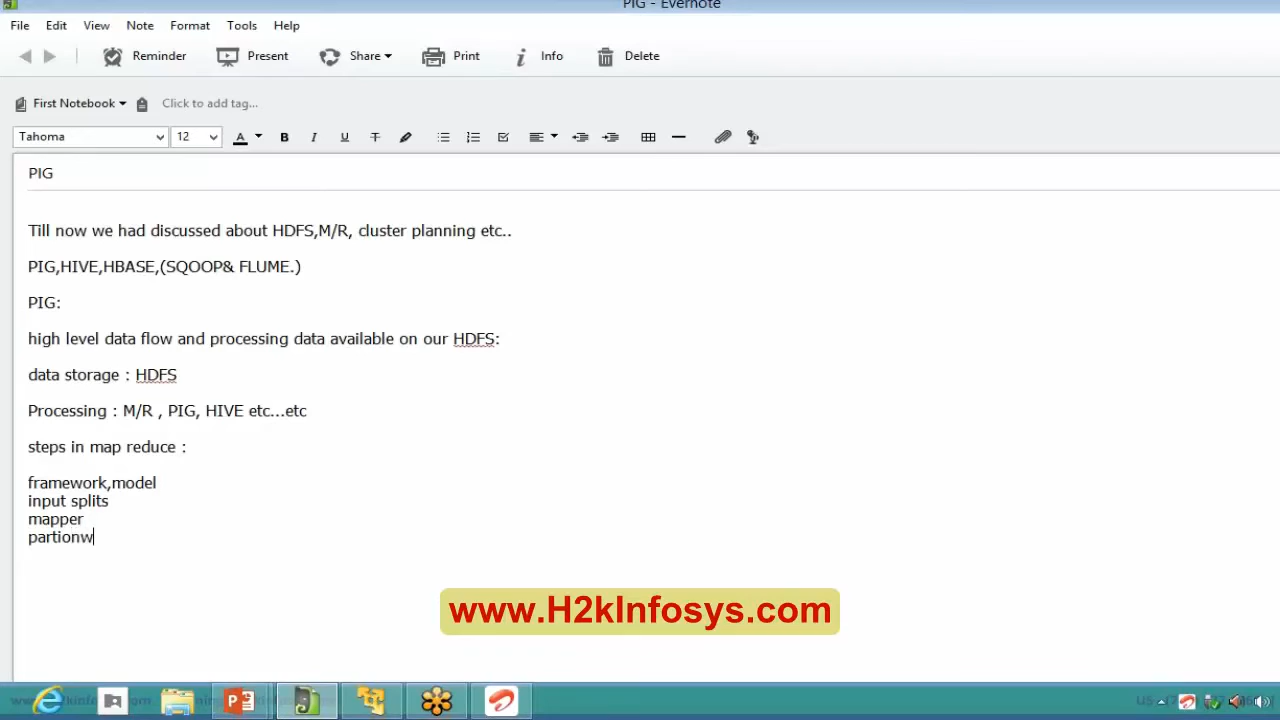 PIG - Evernote
File Edit View Note Format Tools Help
Reminder Present Share Print Info Delete
First Notebook Click to add tag...
Tahoma 12
PIG
Till now we had discussed about HDFS,M/R, cluster planning etc..
PIG,HIVE,HBASE,(SQOOP& FLUME.)
PIG:
high level data flow and processing data available on our HDFS:
data storage : HDFS
Processing : M/R , PIG, HIVE etc...etc
steps in map reduce :
framework,model
input splits
mapper
partionw
www.H2kInfosys.com
US